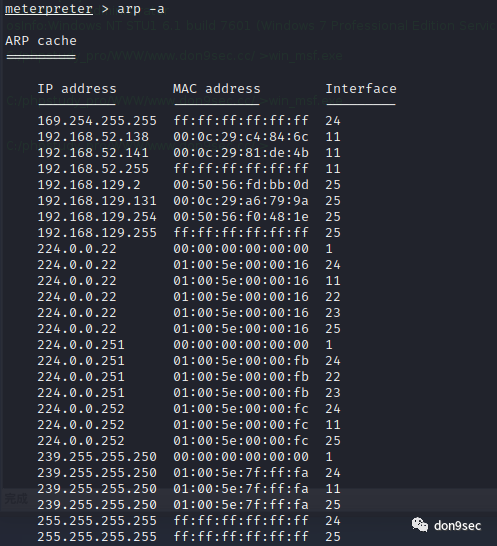 meterpreter > arp -a
ARP cache
IP address MAC address Interface
169.254.255.255 ff:ff:ff:ff:ff:ff 24
192.168.52.138 00:0c:29:c4:84:6c 11
192.168.52.141 00:0c:29:81:de:4b 11
192.168.52.255 ff:ff:ff:ff:ff:ff 11
192.168.129.2 00:50:56:fd:bb:0d 25
192.168.129.131 00:0c:29:a6:79:9a 25
192.168.129.254 00:50:56:f0:48:1e 25
192.168.129.255 ff:ff:ff:ff:ff:ff 25
224.0.0.22 00:00:00:00:00:00 1
224.0.0.22 01:00:5e:00:00:16 24
224.0.0.22 01:00:5e:00:00:16 11
224.0.0.22 01:00:5e:00:00:16 22
224.0.0.22 01:00:5e:00:00:16 23
224.0.0.22 01:00:5e:00:00:16 25
224.0.0.251 00:00:00:00:00:00 1
224.0.0.251 01:00:5e:00:00:fb 24
224.0.0.251 01:00:5e:00:00:fb 22
224.0.0.251 01:00:5e:00:00:fb 23
224.0.0.252 01:00:5e:00:00:fc 24
224.0.0.252 01:00:5e:00:00:fc 11
224.0.0.252 01:00:5e:00:00:fc 25
239.255.255.250 00:00:00:00:00:00 1
239.255.255.250 01:00:5e:7f:ff:fa 24
239.255.255.250 01:00:5e:7f:ff:fa 11
239.255.255.250 01:00:5e:7f:ff:fa 25
完成
255.255.255.255 ff:ff:ff:ff:ff:ff 24
255.255.255.255 ff:ff:ff:ff:ff:ff 25
don9sec